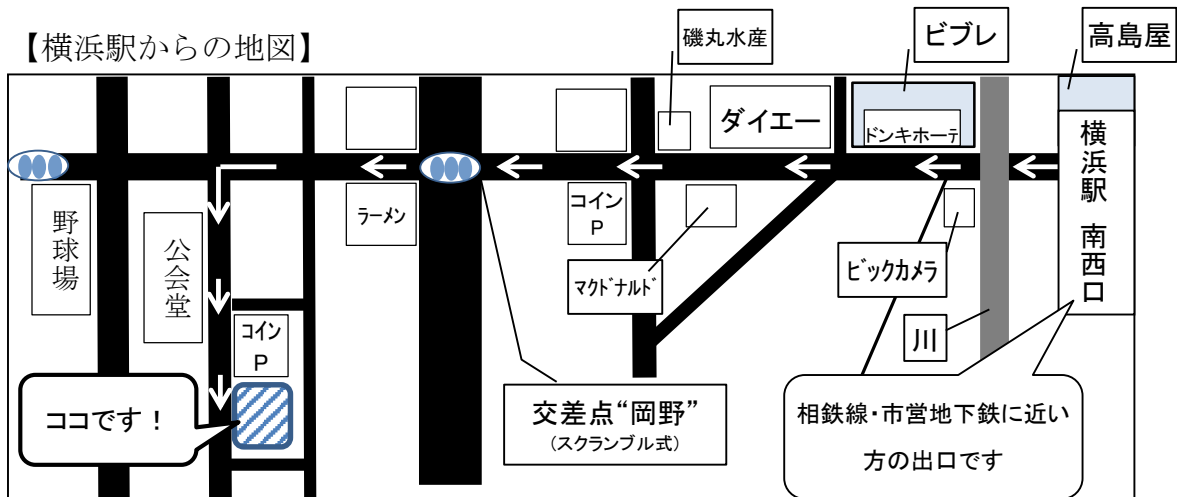 【横浜駅からの地図】
磯丸水産
ビブレ
高島屋
ダイエー
ドンキホーテ
横浜駅 南西口
野球場
公会堂
ラーメン
コイン
P
マクドナルド
ビックカメラ
川
コイン
P
ココです！
交差点“岡野”
(スクランブル式)
相鉄線・市営地下鉄に近い
方の出口です